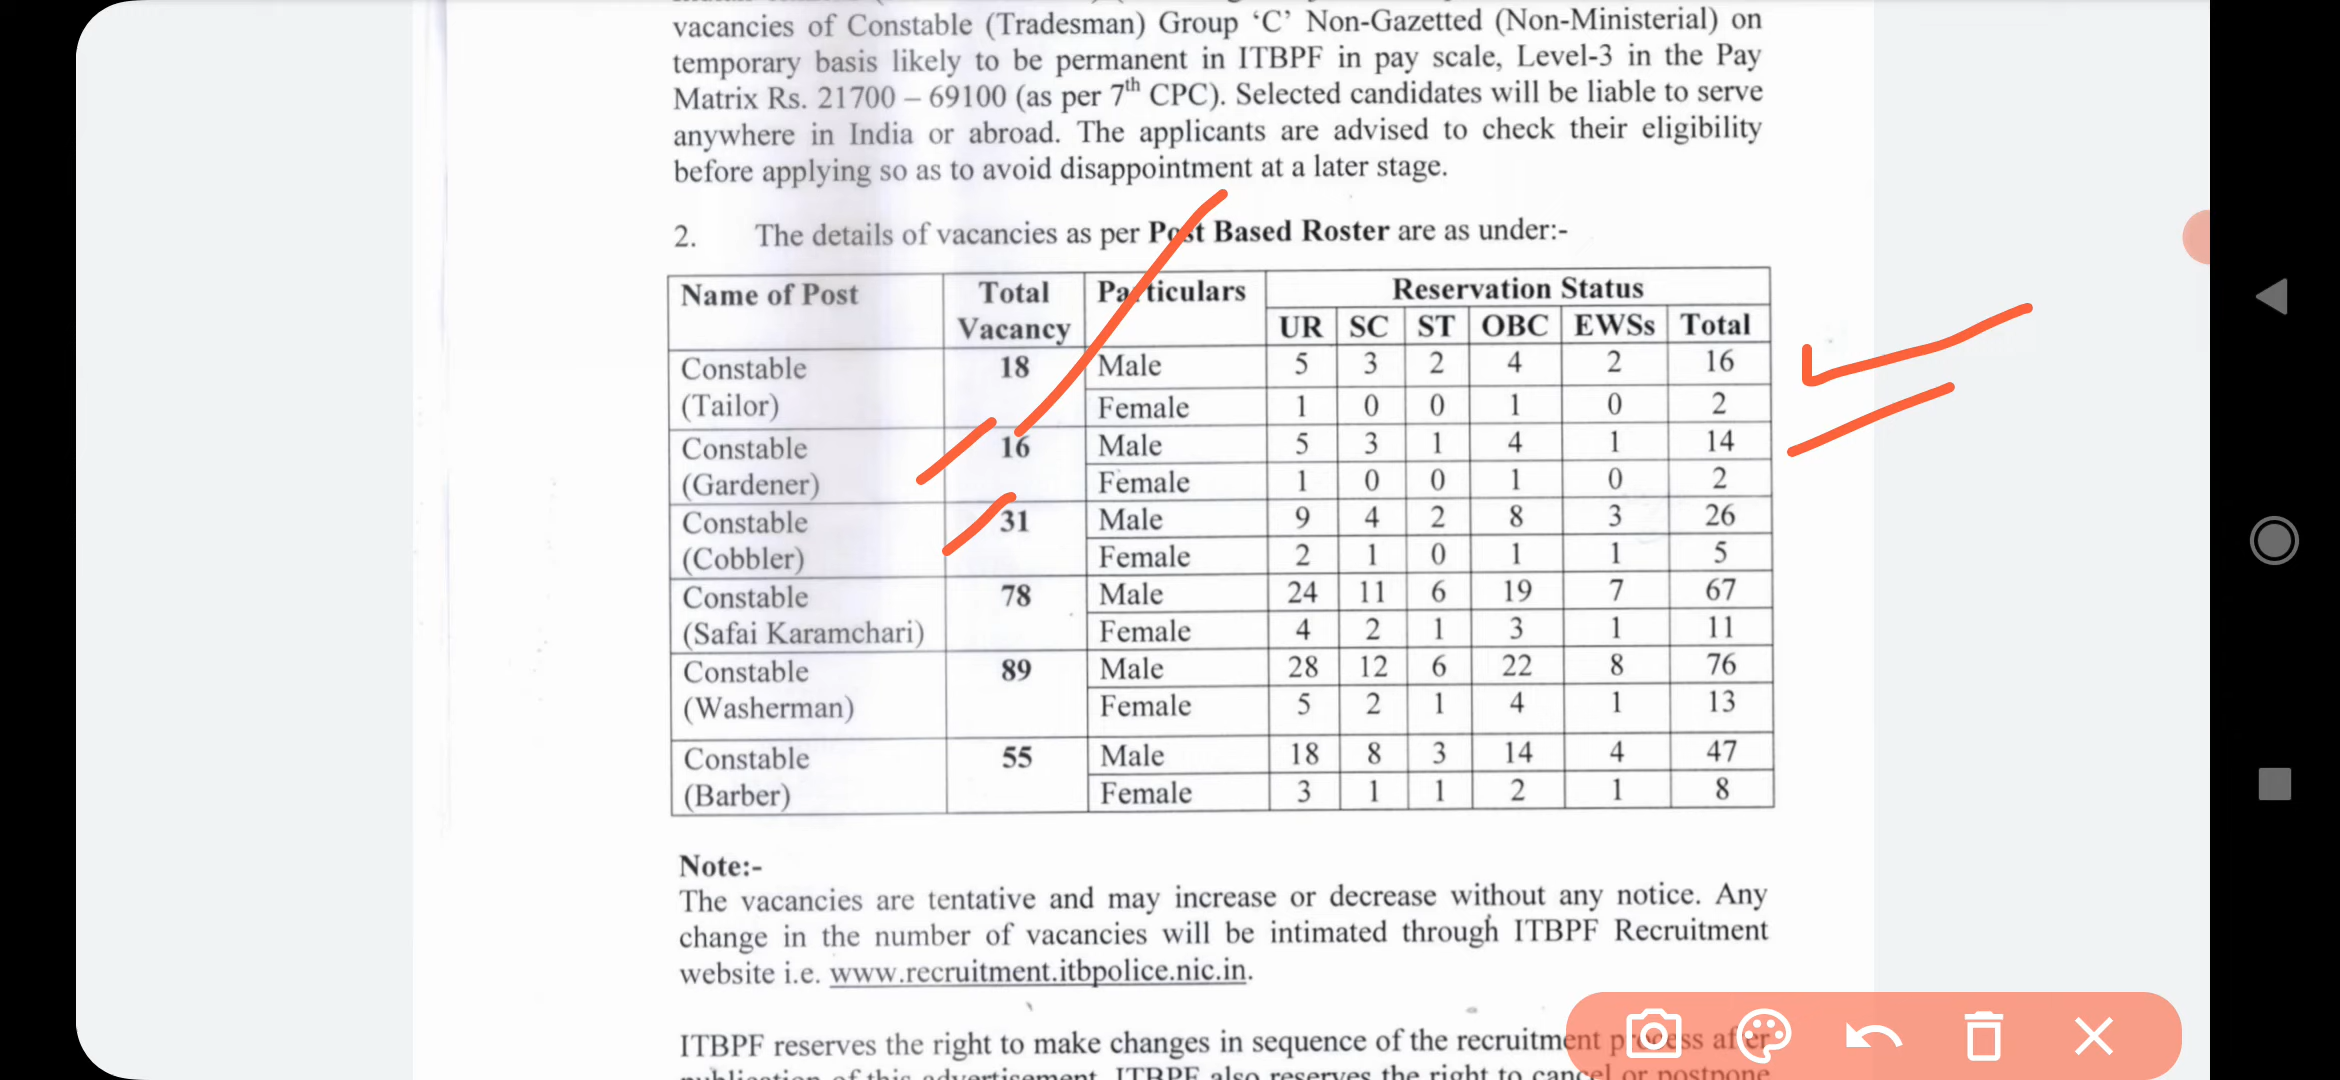 vacancies of Constable (Tradesman) Group ‘C’ Non-Gazetted (Non-Ministerial) on
temporary basis likely to be permanent in ITBPF in pay scale, Level-3 in the Pay
Matrix Rs. 21700 – 69100 (as per 7th CPC). Selected candidates will be liable to serve
anywhere in India or abroad. The applicants are advised to check their eligibility
before applying so as to avoid disappointment at a later stage.
2. The details of vacancies as per Post Based Roster are as under:-
Name of Post Total Vacancy Particulars Reservation Status
UR SC ST OBC EWSs Total
Constable (Tailor) 18 Male 5 3 2 4 2 16
Female 1 0 0 1 0 2
Constable (Gardener) 16 Male 5 3 1 4 1 14
Female 1 0 0 1 0 2
Constable (Cobbler) 31 Male 9 4 2 8 3 26
Female 2 1 0 1 1 5
Constable (Safai Karamchari) 78 Male 24 11 6 19 7 67
Female 4 2 1 3 1 11
Constable (Washerman) 89 Male 28 12 6 22 8 76
Female 5 2 1 4 1 13
Constable (Barber) 55 Male 18 8 3 14 4 47
Female 3 1 1 2 1 8
Note:-
The vacancies are tentative and may increase or decrease without any notice. Any
change in the number of vacancies will be intimated through ITBPF Recruitment
website i.e. www.recruitment.itbpolice.nic.in.
ITBPF reserves the right to make changes in sequence of the recruitment process after
of this advertisement. ITBPF also reserves the right to cancel or postpone